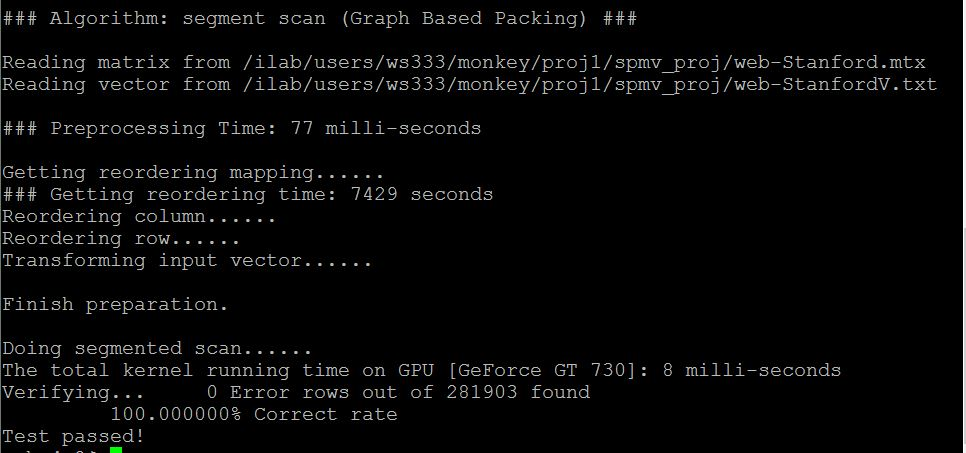 ### Algorithm: segment scan (Graph Based Packing) ###
Reading matrix from /ilab/users/ws333/monkey/proj1/spmv_proj/web-Stanford.mtx
Reading vector from /ilab/users/ws333/monkey/proj1/spmv_proj/web-StanfordV.txt
### Preprocessing Time: 77 milli-seconds
Getting reordering mapping......
### Getting reordering time: 7429 seconds
Reordering column......
Reordering row......
Transforming input vector......
Finish preparation.
Doing segmented scan......
The total kernel running time on GPU [GeForce GT 730]: 8 milli-seconds
Verifying...     0 Error rows out of 281903 found
         100.000000% Correct rate
Test passed!